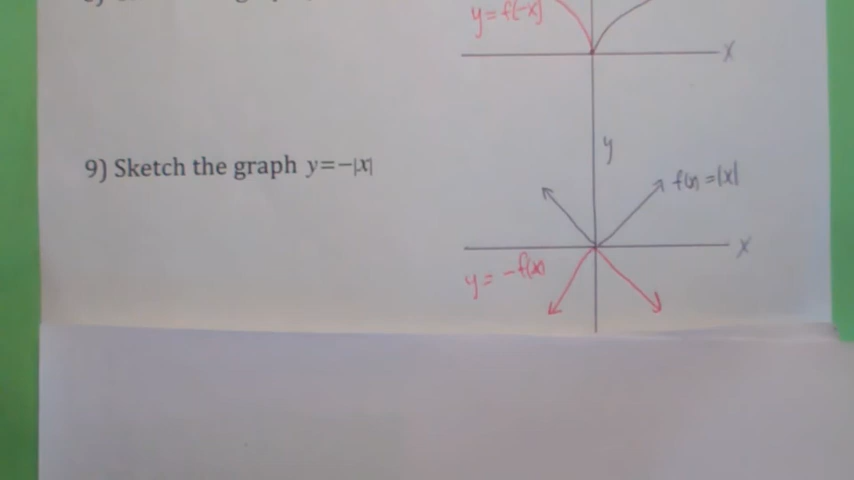 y=f(-x)
x
y
9) Sketch the graph y=-|x|
f(x)=|x|
x
y=-f(x)